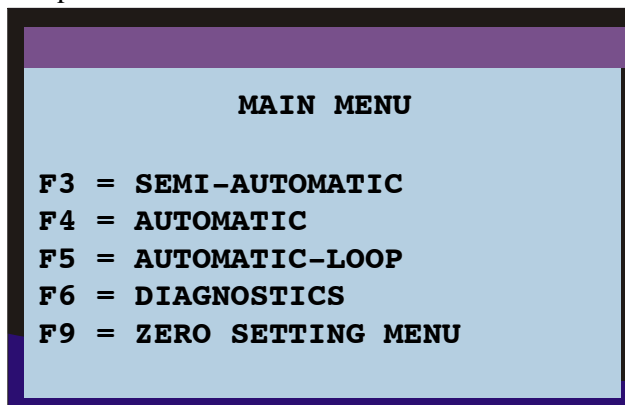 MAIN MENU
F3 = SEMI-AUTOMATIC
F4 = AUTOMATIC
F5 = AUTOMATIC-LOOP
F6 = DIAGNOSTICS
F9 = ZERO SETTING MENU